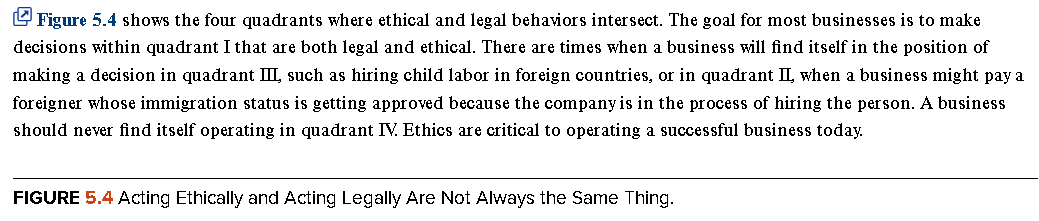 Figure 5.4 shows the four quadrants where ethical and legal behaviors intersect. The goal for most businesses is to make
decisions within quadrant I that are both legal and ethical. There are times when a business will find itself in the position of
making a decision in quadrant III, such as hiring child labor in foreign countries, or in quadrant II, when a business might pay a
foreigner whose immigration status is getting approved because the company is in the process of hiring the person. A business
should never find itself operating in quadrant IV. Ethics are critical to operating a successful business today.
FIGURE 5.4 Acting Ethically and Acting Legally Are Not Always the Same Thing.